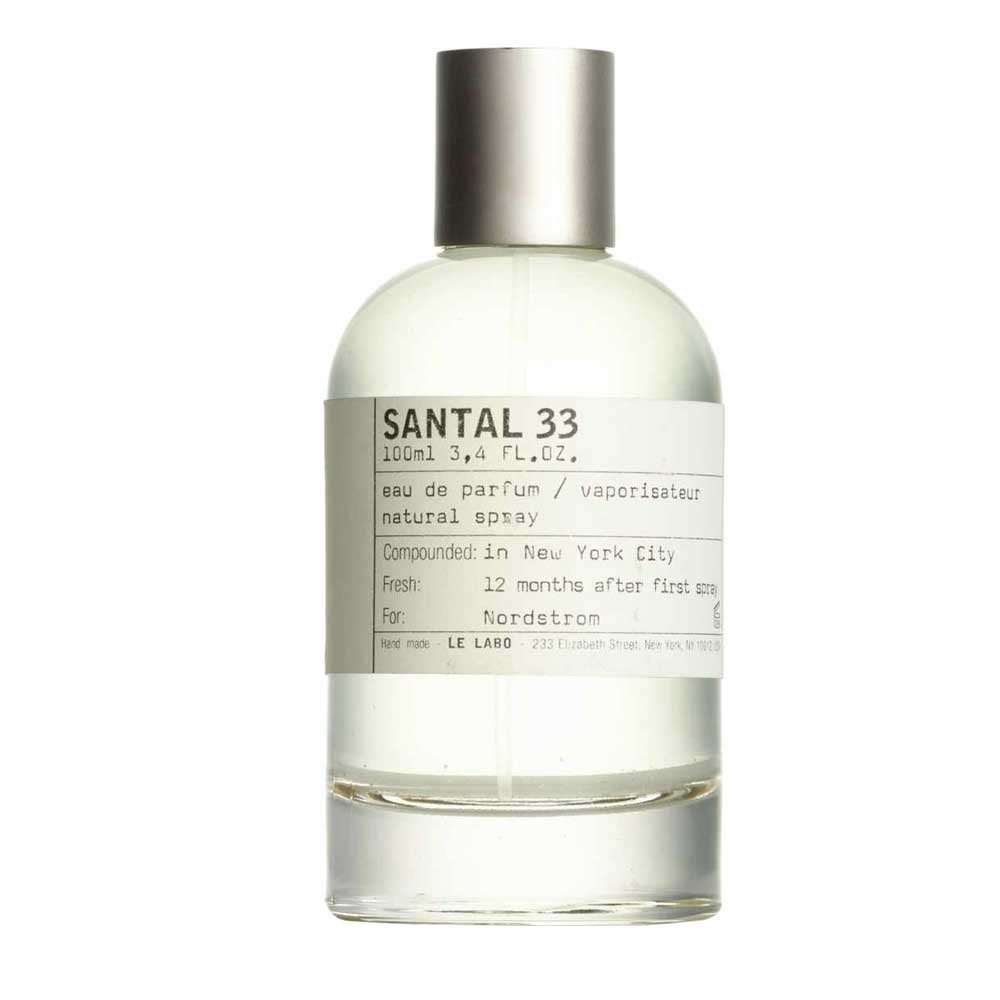 SANTAL 33
100ml 3,4 FL.OZ.
eau de parfum / vaporisateur
natural spray
Compounded: in New York City
Fresh: 12 months after first spray
For: Nordstrom
Hand made - LE LABO - 233 Elizabeth Street, New York, NY 10012